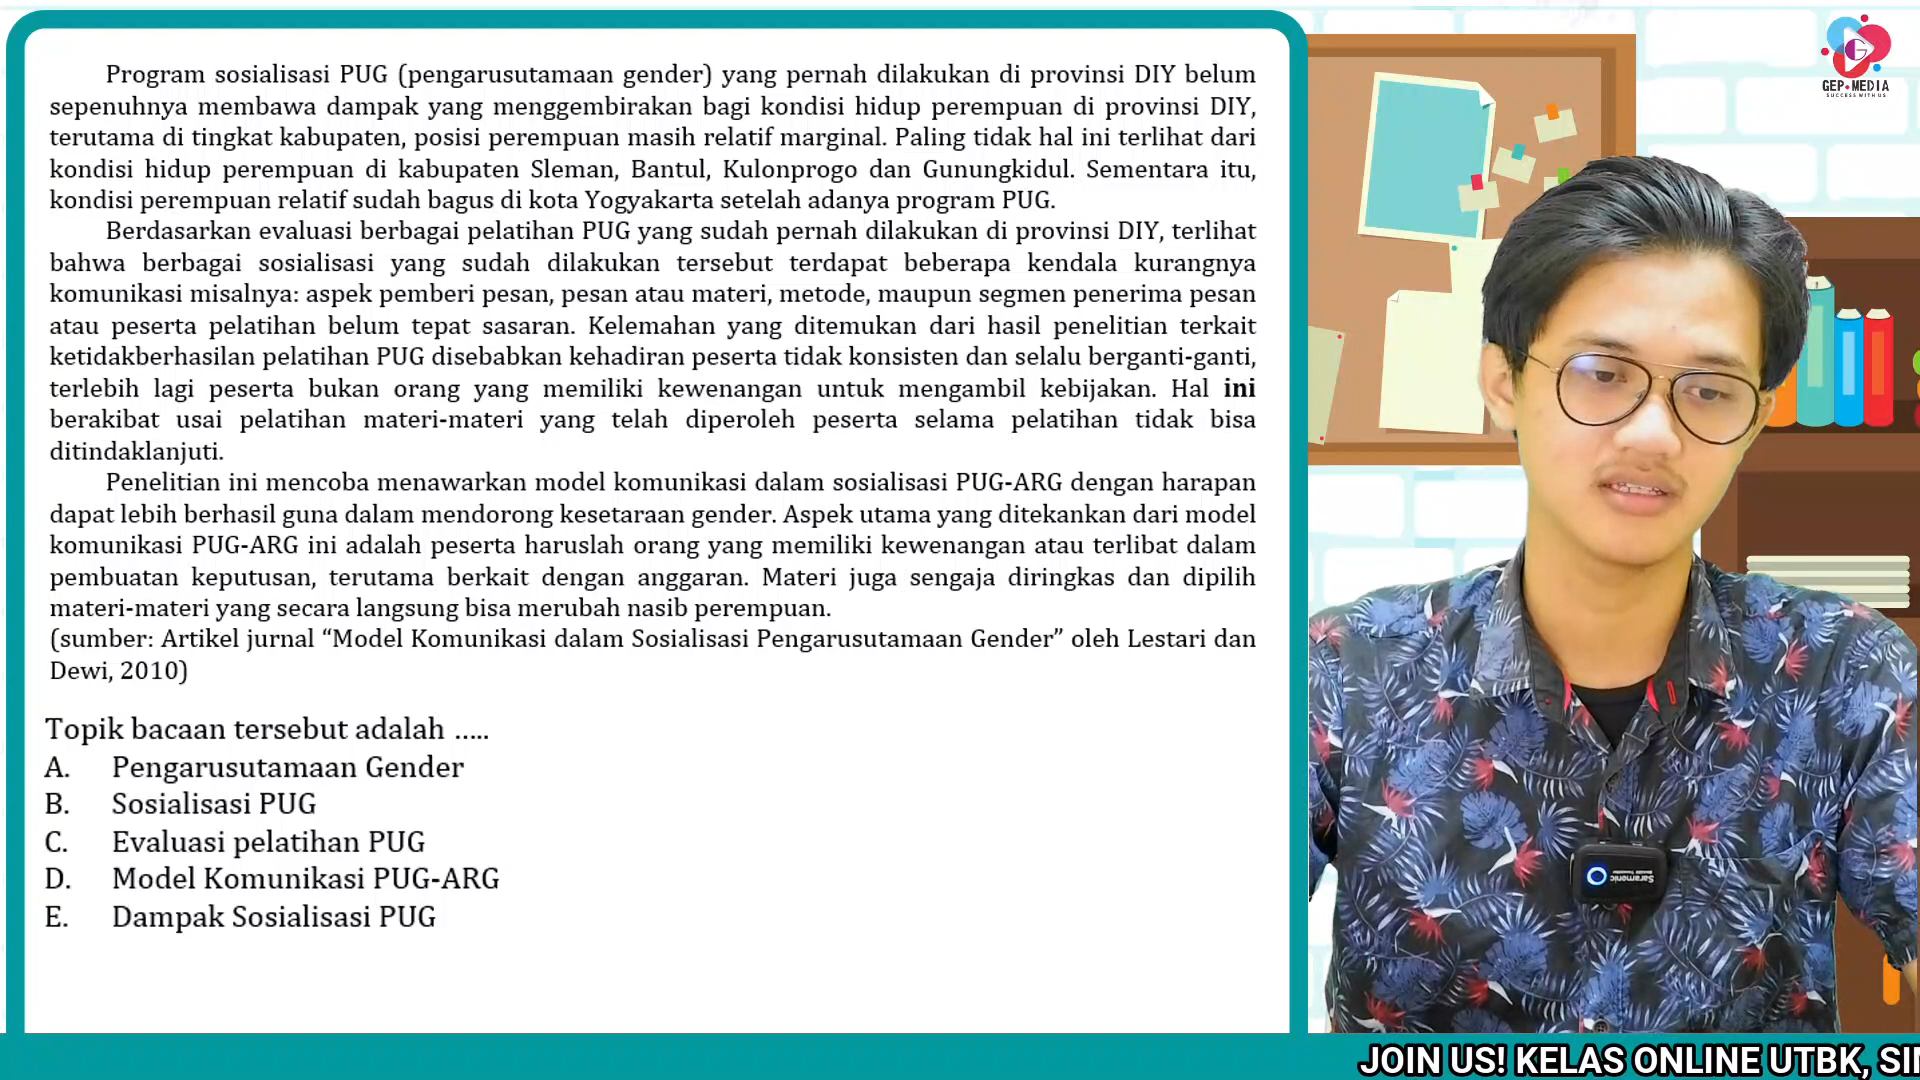 Program sosialisasi PUG (pengarusutamaan gender) yang pernah dilakukan di provinsi DIY belum
sepenuhnya membawa dampak yang menggembirakan bagi kondisi hidup perempuan di provinsi DIY,
terutama di tingkat kabupaten, posisi perempuan masih relatif marginal. Paling tidak hal ini terlihat dari
kondisi hidup perempuan di kabupaten Sleman, Bantul, Kulonprogo dan Gunungkidul. Sementara itu,
kondisi perempuan relatif sudah bagus di kota Yogyakarta setelah adanya program PUG.
Berdasarkan evaluasi berbagai pelatihan PUG yang sudah pernah dilakukan di provinsi DIY, terlihat
bahwa berbagai sosialisasi yang sudah dilakukan tersebut terdapat beberapa kendala kurangnya
komunikasi misalnya: aspek pemberi pesan, pesan atau materi, metode, maupun segmen penerima pesan
atau peserta pelatihan belum tepat sasaran. Kelemahan yang ditemukan dari hasil penelitian terkait
ketidakberhasilan pelatihan PUG disebabkan kehadiran peserta tidak konsisten dan selalu berganti-ganti,
terlebih lagi peserta bukan orang yang memiliki kewenangan untuk mengambil kebijakan. Hal ini
berakibat usai pelatihan materi-materi yang telah diperoleh peserta selama pelatihan tidak bisa
ditindaklanjuti.
Penelitian ini mencoba menawarkan model komunikasi dalam sosialisasi PUG-ARG dengan harapan
dapat lebih berhasil guna dalam mendorong kesetaraan gender. Aspek utama yang ditekankan dari model
komunikasi PUG-ARG ini adalah peserta haruslah orang yang memiliki kewenangan atau terlibat dalam
pembuatan keputusan, terutama berkait dengan anggaran. Materi juga sengaja diringkas dan dipilih
materi-materi yang secara langsung bisa merubah nasib perempuan.
(sumber: Artikel jurnal “Model Komunikasi dalam Sosialisasi Pengarusutamaan Gender” oleh Lestari dan
Dewi, 2010)
Topik bacaan tersebut adalah .....
A. Pengarusutamaan Gender
B. Sosialisasi PUG
C. Evaluasi pelatihan PUG
D. Model Komunikasi PUG-ARG
E. Dampak Sosialisasi PUG
G
GEP MEDIA
SUCCESS WITH US
Saramonic
JOIN US! KELAS ONLINE UTBK, SI